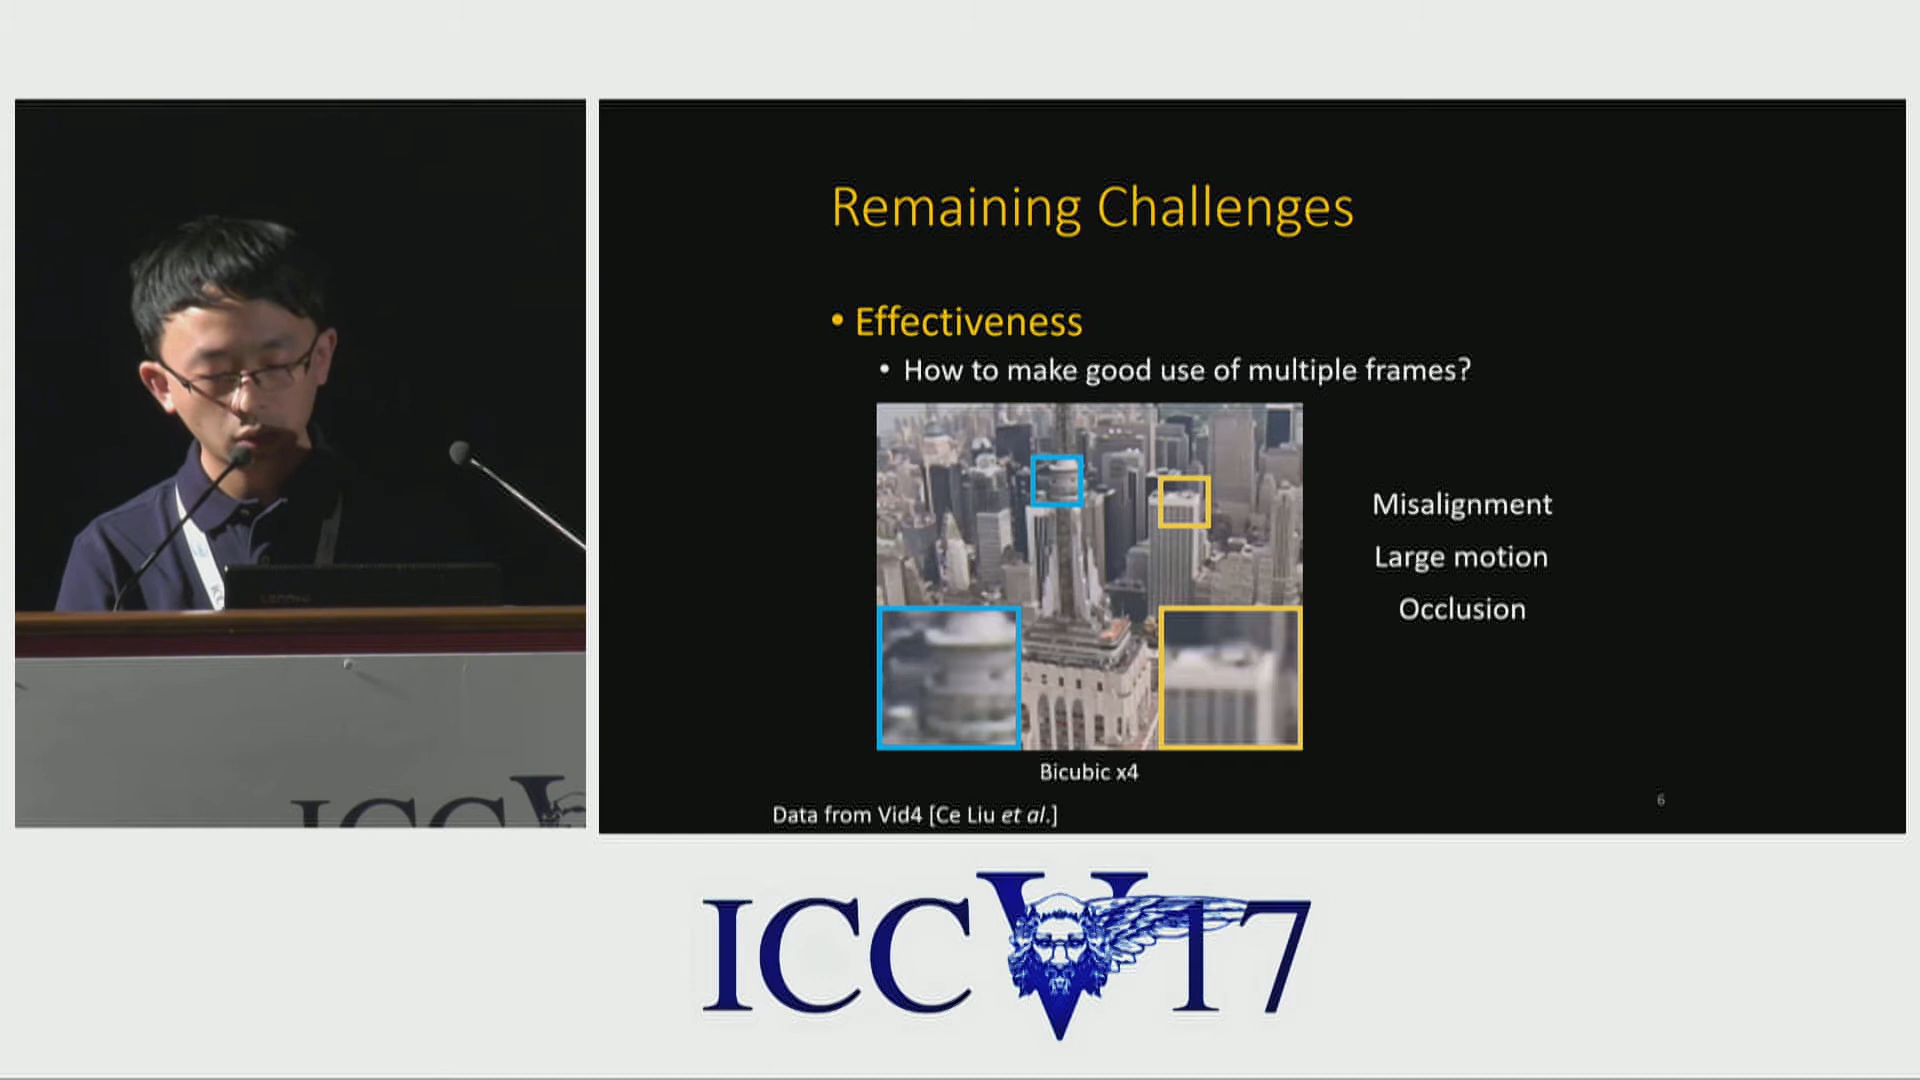 Remaining Challenges
• Effectiveness
• How to make good use of multiple frames?
Misalignment
Large motion
Occlusion
Bicubic x4
Data from Vid4 [Ce Liu et al.]
6
ICCV
ICCV17